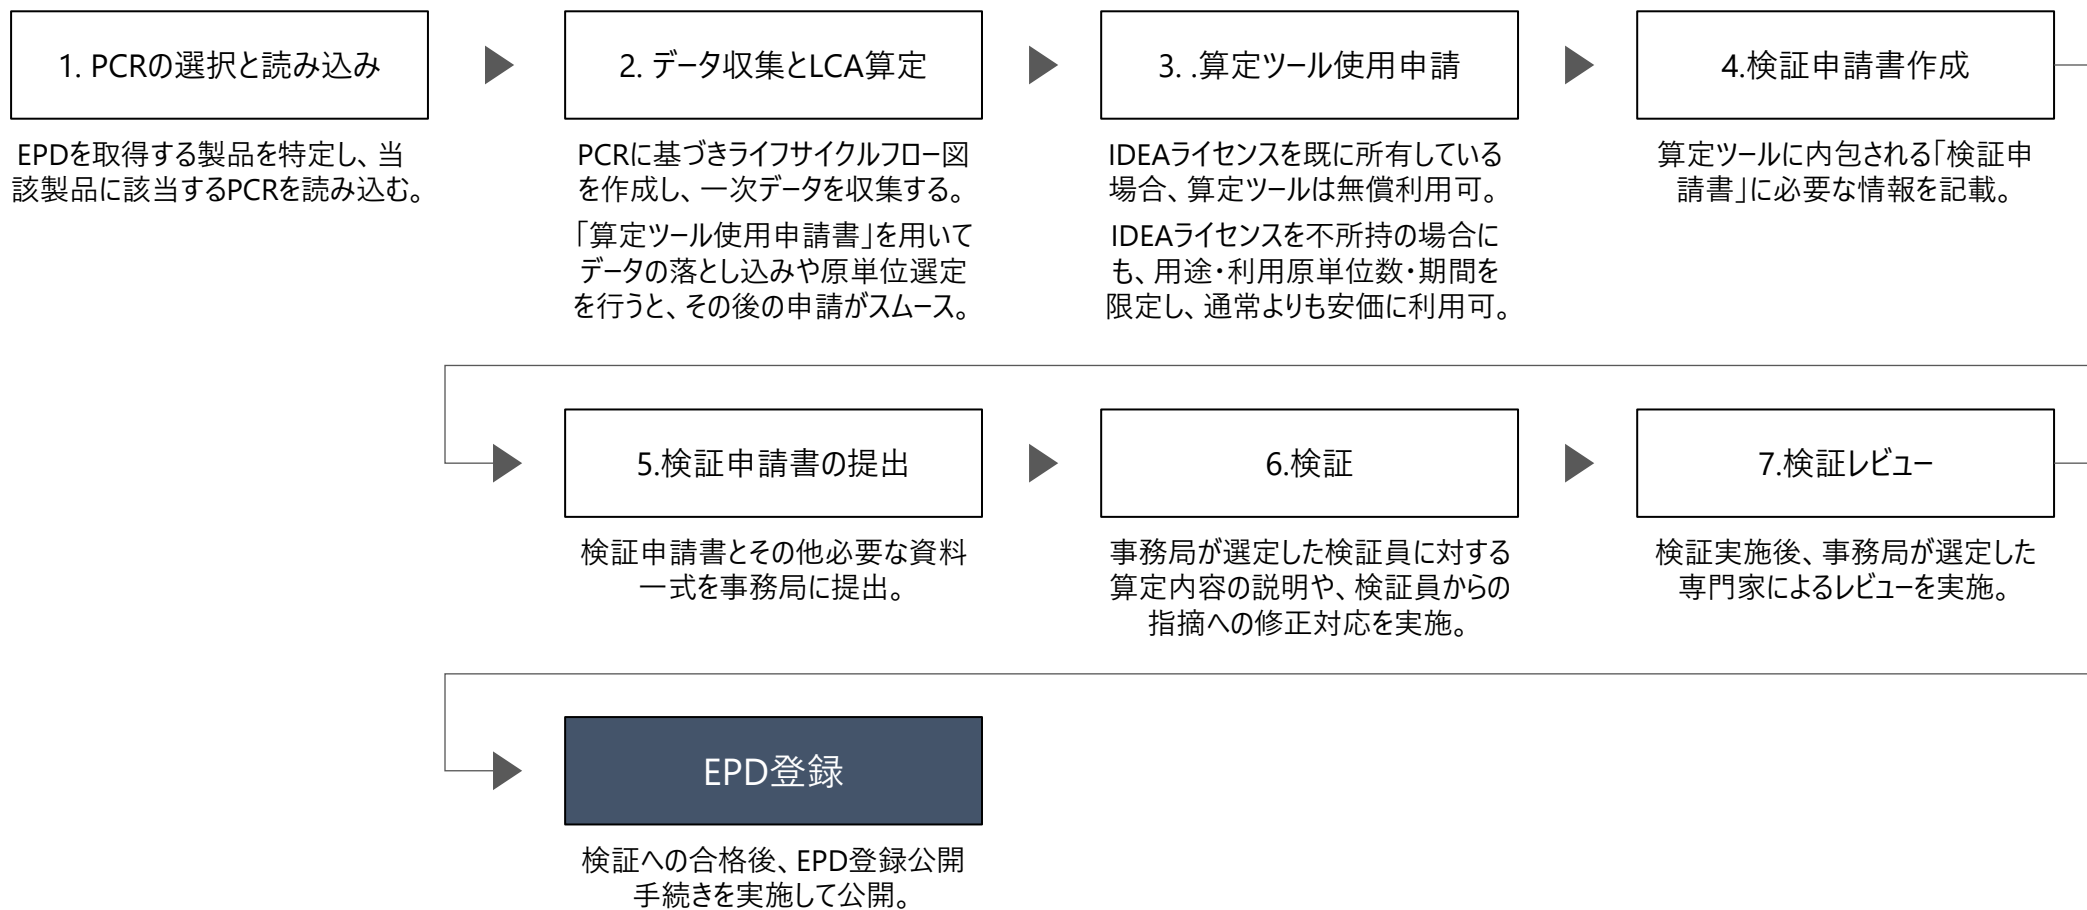 1. PCRの選択と読み込み
EPDを取得する製品を特定し、当
該製品に該当するPCRを読み込む。
2. データ収集とLCA算定
PCRに基づきライフサイクルフロー図
を作成し、一次データを収集する。
「算定ツール使用申請書」を用いて
データの落とし込みや原単位選定
を行うと、その後の申請がスムース。
3. .算定ツール使用申請
IDEAライセンスを既に所有している
場合、算定ツールは無償利用可。
IDEAライセンスを不所持の場合に
も、用途・利用原単位数・期間を
限定し、通常よりも安価に利用可。
4.検証申請書作成
算定ツールに内包される「検証申
請書」に必要な情報を記載。
5.検証申請書の提出
検証申請書とその他必要な資料
一式を事務局に提出。
6.検証
事務局が選定した検証員に対する
算定内容の説明や、検証員からの
指摘への修正対応を実施。
7.検証レビュー
検証実施後、事務局が選定した
専門家によるレビューを実施。
EPD登録
検証への合格後、EPD登録公開
手続きを実施して公開。